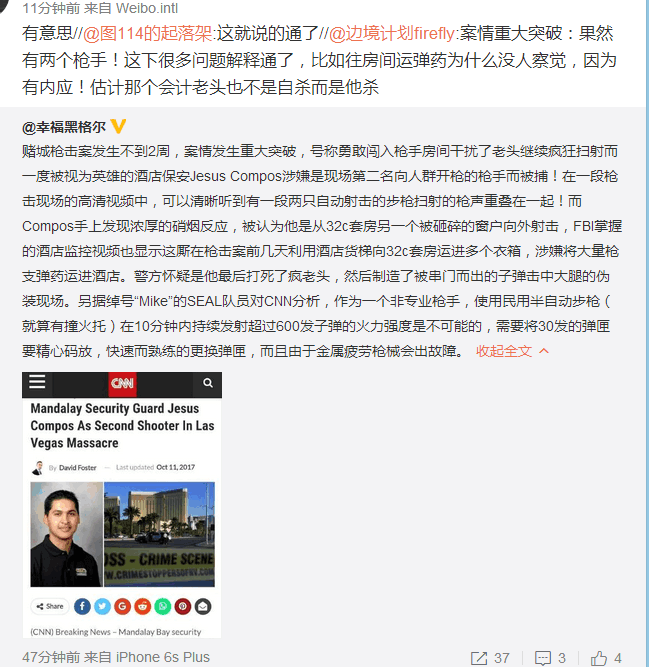 11分钟前 来自 Weibo.intl
有意思//@图114的起落架:这就说的通了//@边境计划firefly:案情重大突破：果然
有两个枪手！这下很多问题解释通了，比如往房间运弹药为什么没人察觉，因为
有内应！估计那个会计老头也不是自杀而是他杀
@幸福黑格尔
赌城枪击案发生不到2周，案情发生重大突破，号称勇敢闯入枪手房间干扰了老头继续疯狂扫射而
一度被视为英雄的酒店保安Jesus Compos涉嫌是现场第二名向人群开枪的枪手而被捕！在一段枪
击现场的高清视频中，可以清晰听到有一段两只自动射击的步枪扫射的枪声重叠在一起！而
Compos手上发现浓厚的硝烟反应，被认为他是从32c套房另一个被砸碎的窗户向外射击，FBI掌握
的酒店监控视频也显示这厮在枪击案前几天利用酒店货梯向32c套房运进多个衣箱，涉嫌将大量枪
支弹药运进酒店。警方怀疑是他最后打死了疯老头，然后制造了被串门而出的子弹击中大腿的伪
装现场。另据绰号“Mike”的SEAL队员对CNN分析，作为一个非专业枪手，使用民用半自动步枪（
就算有撞火托）在10分钟内持续发射超过600发子弹的火力强度是不可能的，需要将30发的弹匣
要精心码放，快速而熟练的更换弹匣，而且由于金属疲劳枪械会出故障。 收起全文
CNN
Mandalay Security Guard Jesus
Compos As Second Shooter In Las
Vegas Massacre
By David Foster — Last updated Oct 11, 2017
OSS - CRIME SCENE
WWW.CRIMESTOPPERSOFNV.COM
Share
(CNN) Breaking News – Mandalay Bay security
47分钟前 来自 iPhone 6s Plus
37 3 4